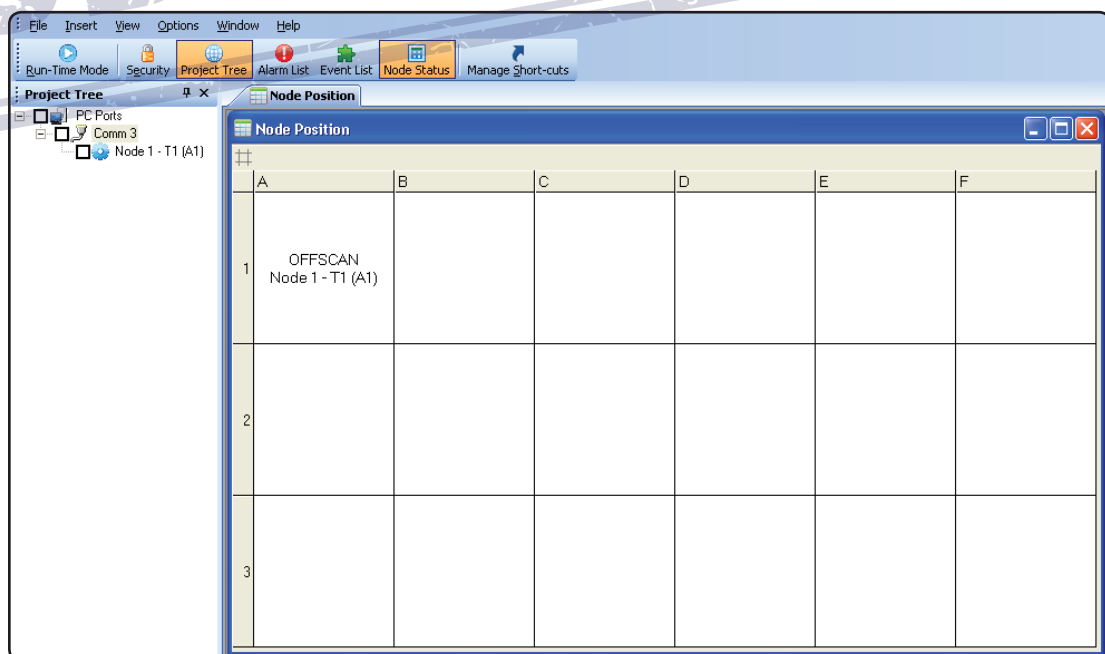 File Insert View Options Window Help
Run-Time Mode Security Project Tree Alarm List Event List Node Status Manage Short-cuts
Project Tree
PC Ports
Comm 3
Node 1 - T1 (A1)
Node Position
Node Position
A B C D E F
1
OFFSCAN
Node 1 - T1 (A1)
2
3